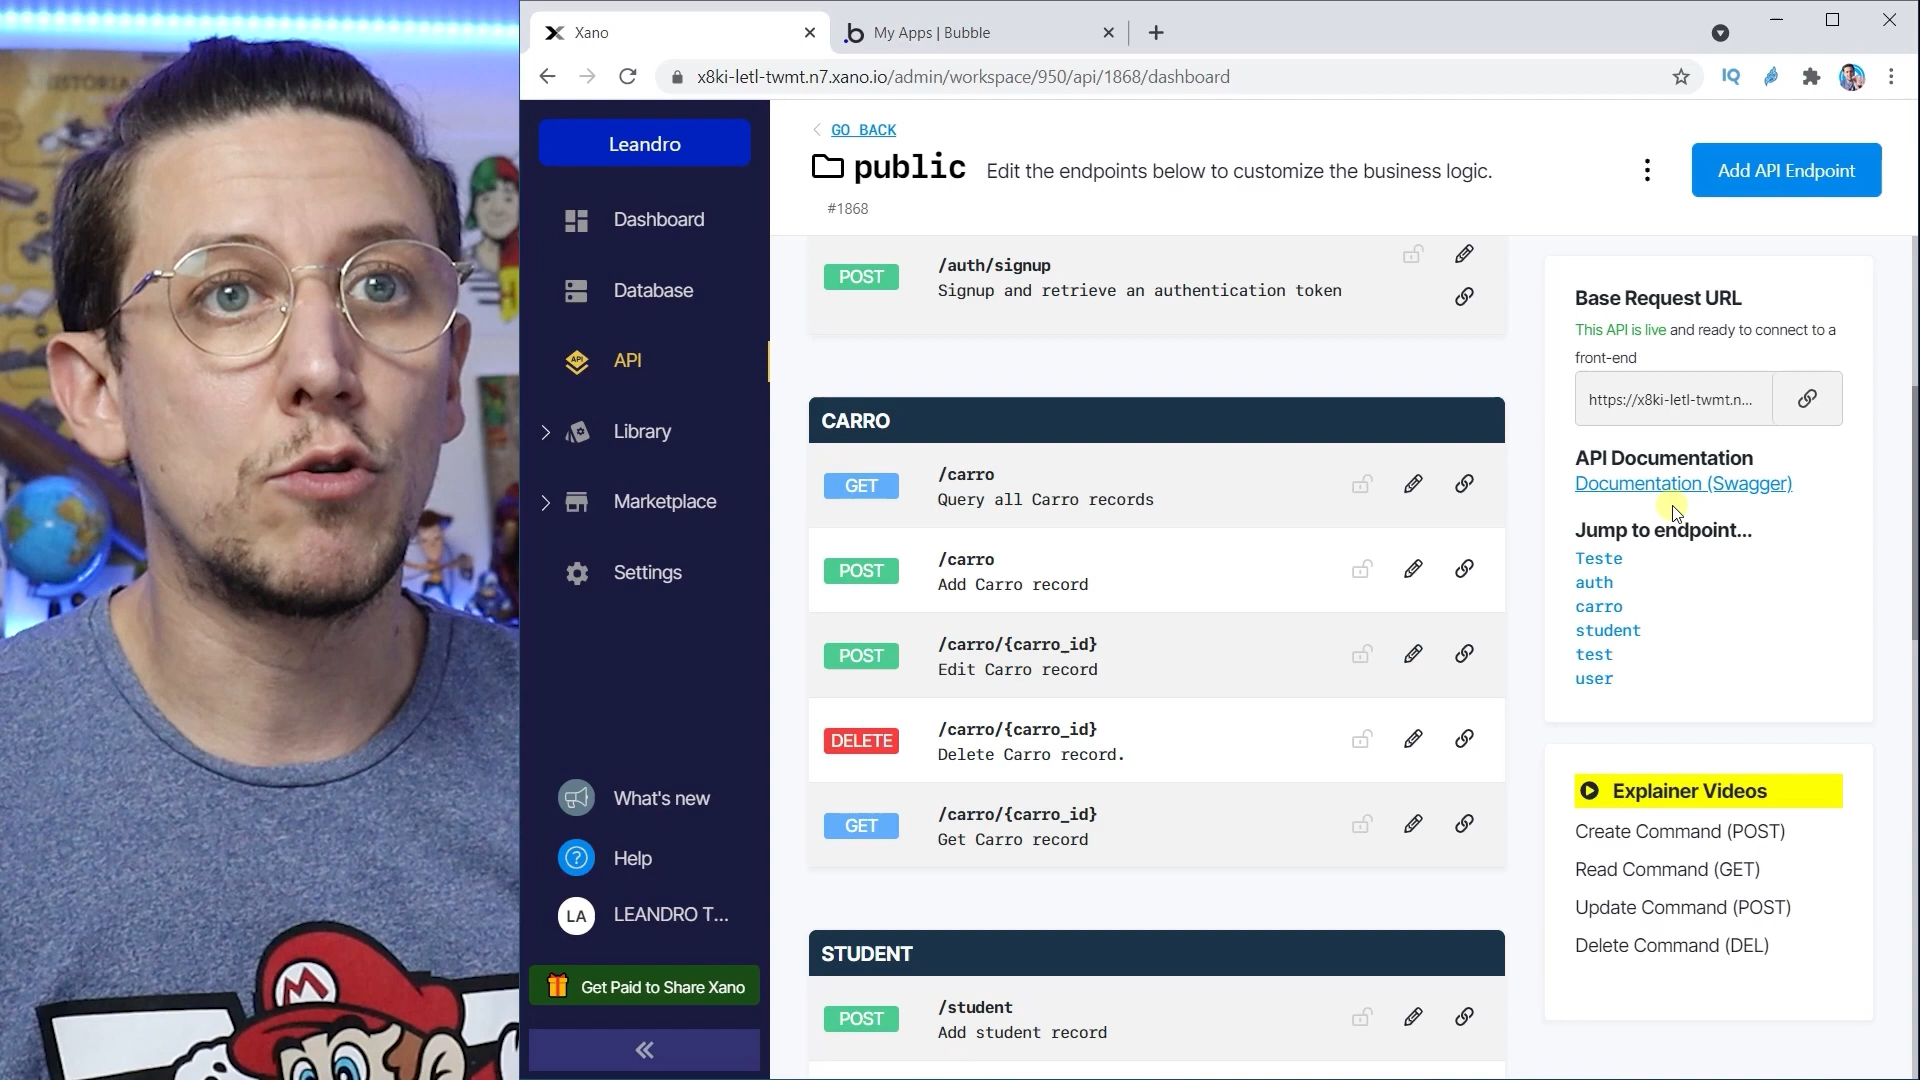 HISTÓRIA
Xano
My Apps | Bubble
x8ki-letl-twmt.n7.xano.io/admin/workspace/950/api/1868/dashboard
IQ
Leandro
Dashboard
Database
API
API
Library
Marketplace
Settings
What's new
? Help
LA LEANDRO T...
Get Paid to Share Xano
GO BACK
public
Edit the endpoints below to customize the business logic.
Add API Endpoint
#1868
POST
/auth/signup
Signup and retrieve an authentication token
CARRO
GET
/carro
Query all Carro records
POST
/carro
Add Carro record
POST
/carro/{carro_id}
Edit Carro record
DELETE
/carro/{carro_id}
Delete Carro record.
GET
/carro/{carro_id}
Get Carro record
STUDENT
POST
/student
Add student record
Base Request URL
This API is live and ready to connect to a
front-end
https://x8ki-letl-twmt.n...
API Documentation
Documentation (Swagger)
Jump to endpoint...
Teste
auth
carro
student
test
user
Explainer Videos
Create Command (POST)
Read Command (GET)
Update Command (POST)
Delete Command (DEL)
M